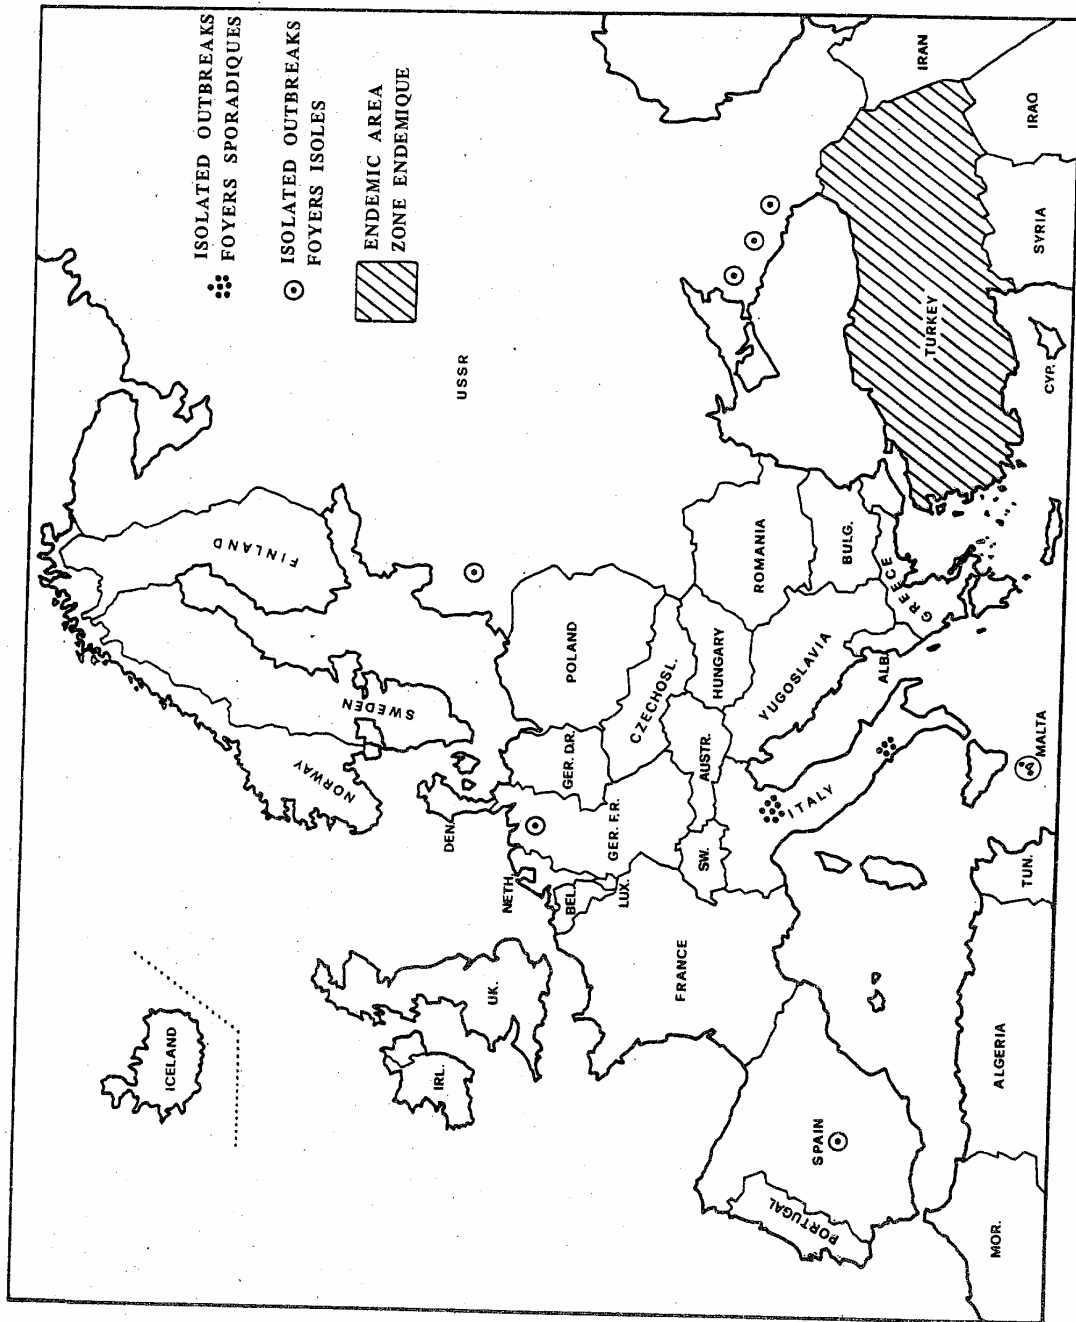 ISOLATED OUTBREAKS
FOYERS SPORADIQUES
ISOLATED OUTBREAKS
FOYERS ISOLES
ENDEMIC AREA
ZONE ENDEMIQUE
ICELAND
NORWAY
SWEDEN
FINLAND
USSR
IRL.
UK.
DEN.
NETH.
BEL.
LUX.
GER. F.R.
GER. D.R.
POLAND
CZECHOSL.
FRANCE
SW.
AUSTR.
HUNGARY
ROMANIA
YUGOSLAVIA
BULG.
ITALY
ALB.
GREECE
TURKEY
IRAN
PORTUGAL
SPAIN
MOR.
ALGERIA
TUN.
MALTA
CYP.
SYRIA
IRAQ